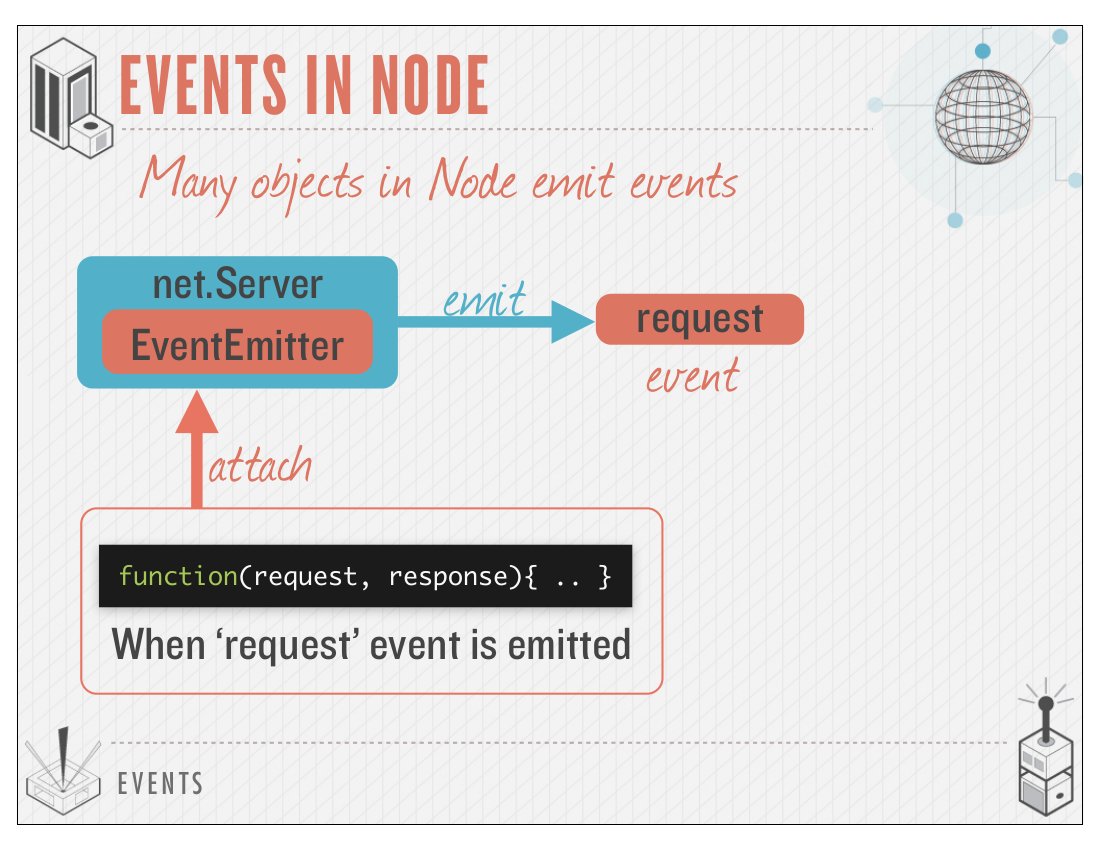 EVENTS IN NODE
Many objects in Node emit events
net.Server
EventEmitter
emit
request
event
attach
function(request, response){ .. }
When ‘request’ event is emitted
EVENTS